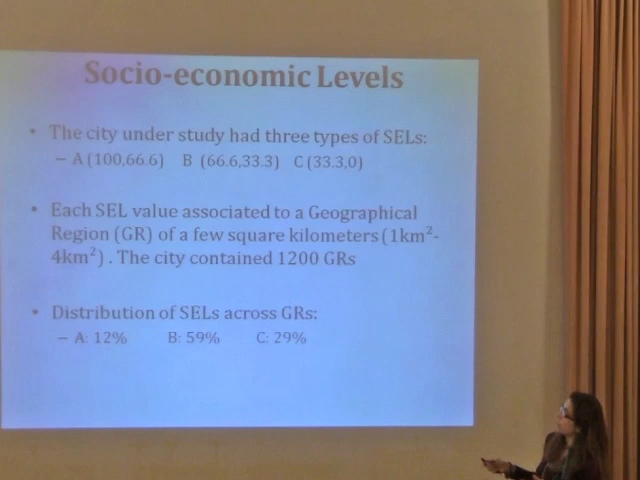 Socio-economic Levels
• The city under study had three types of SELs:
– A (100,66.6) B (66.6,33.3) C (33.3,0)
• Each SEL value associated to a Geographical
Region (GR) of a few square kilometers (1km²-
4km²) . The city contained 1200 GRs
• Distribution of SELs across GRs:
– A: 12% B: 59% C: 29%